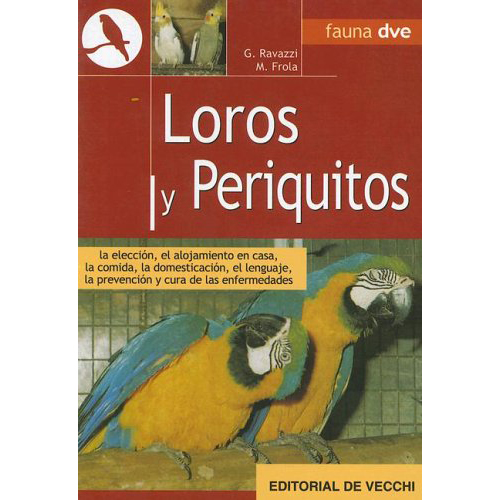 fauna dve
G. Ravazzi
M. Frola
Loros
y Periquitos
la elección, el alojamiento en casa,
la comida, la domesticación, el lenguaje,
la prevención y cura de las enfermedades
EDITORIAL DE VECCHI